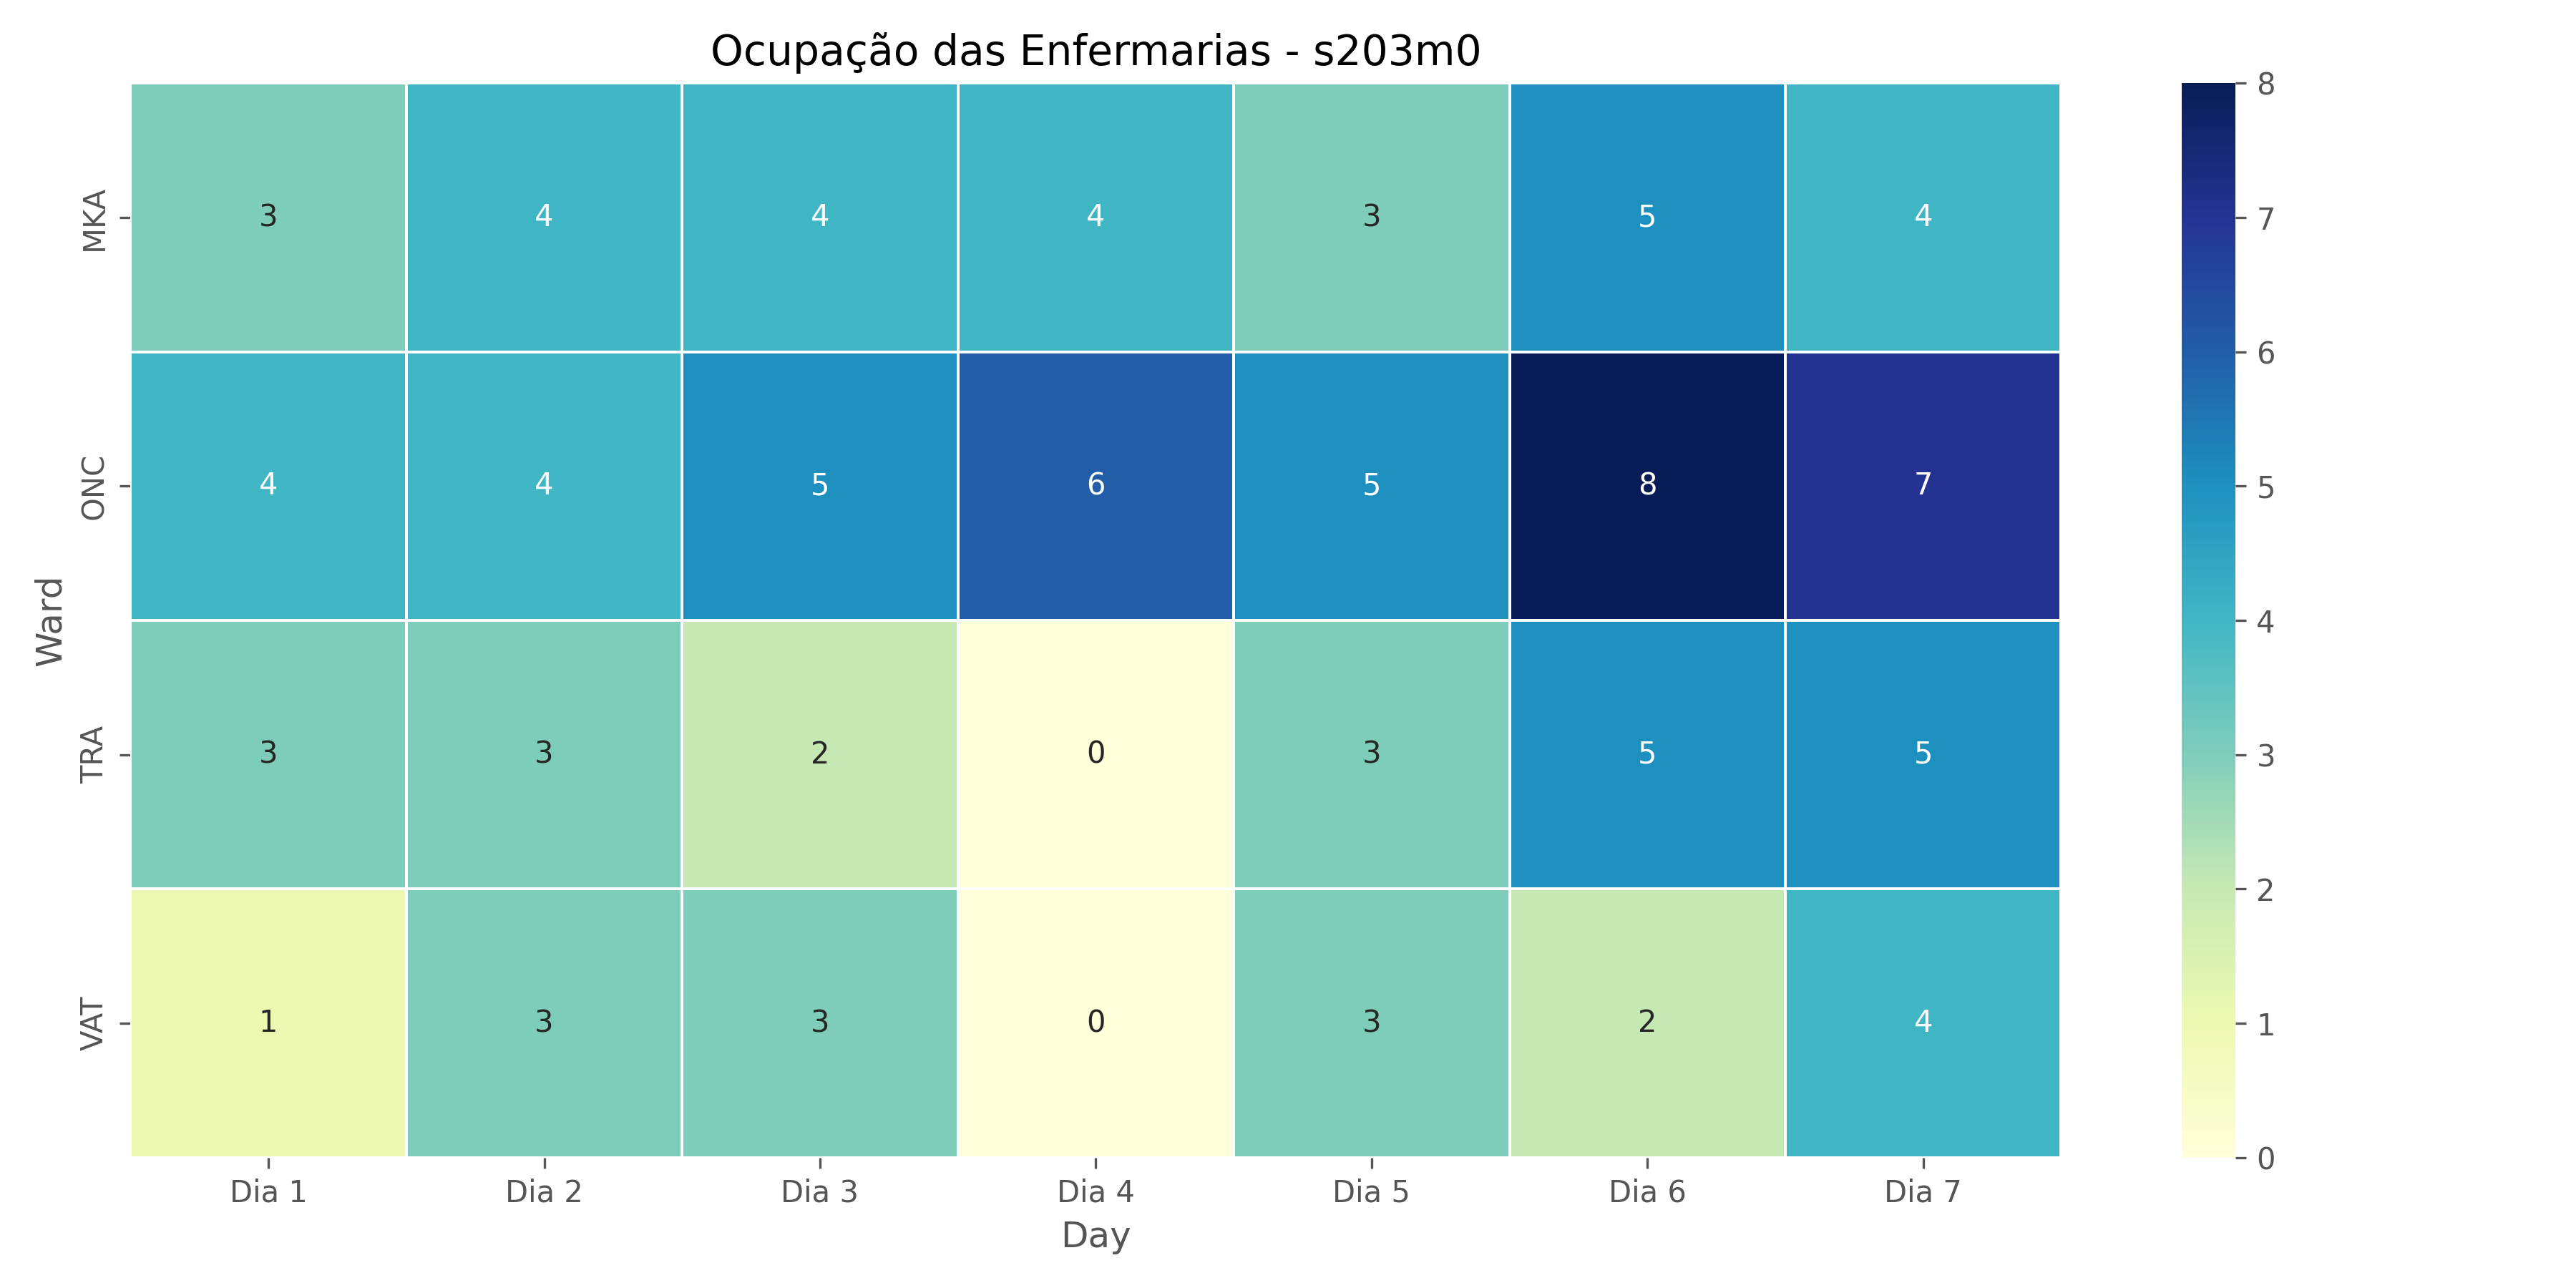 Ocupação das Enfermarias - s203m0
MKA 3 4 4 4 3 5 4
ONC 4 4 5 6 5 8 7
TRA 3 3 2 0 3 5 5
VAT 1 3 3 0 3 2 4
Ward
Dia 1 Dia 2 Dia 3 Dia 4 Dia 5 Dia 6 Dia 7
Day
8
7
6
5
4
3
2
1
0